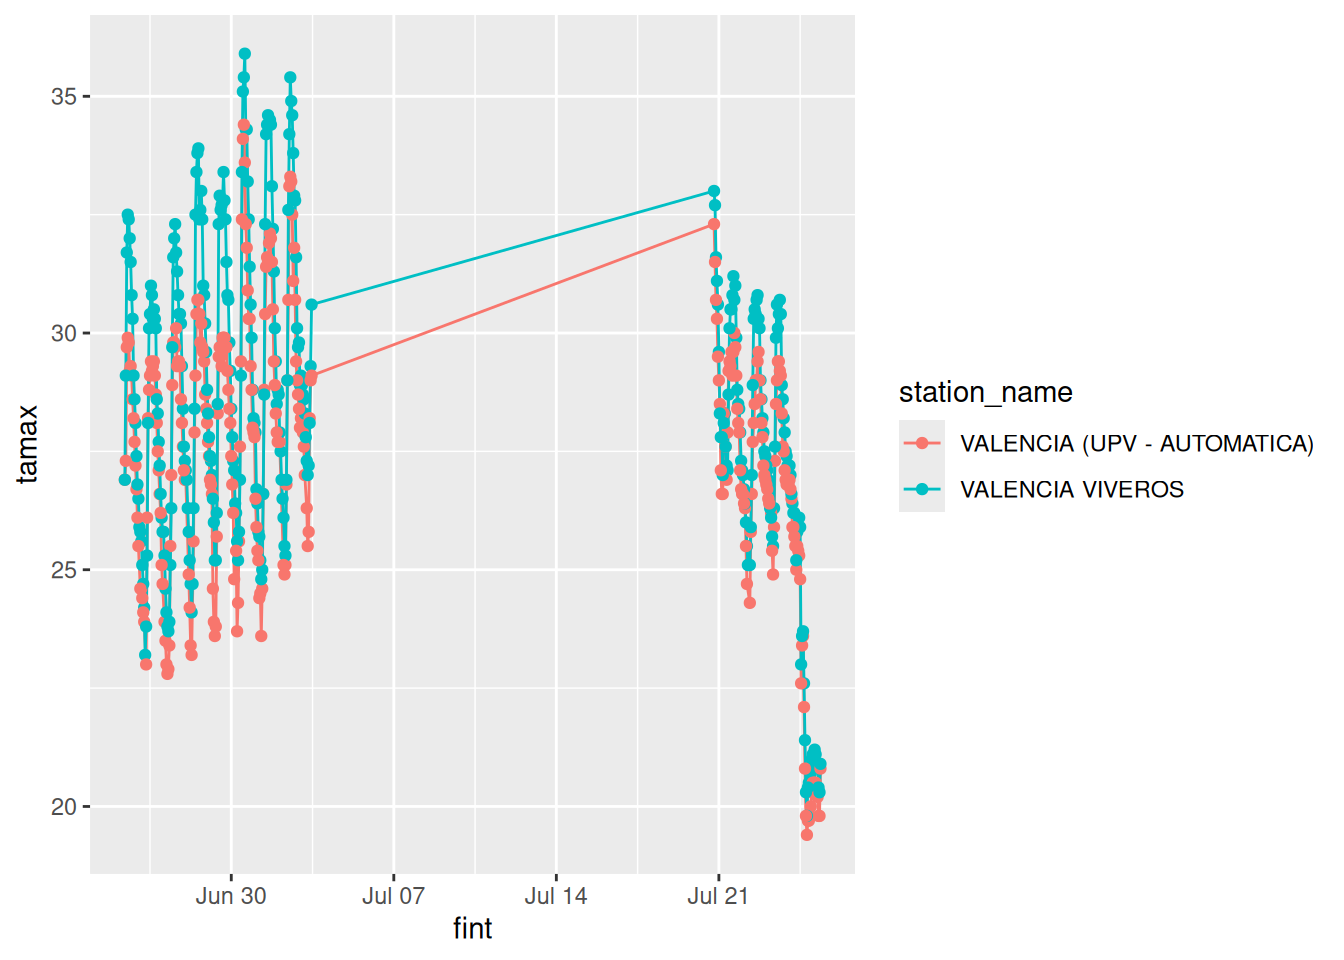 35
30
25
20
tamax
Jun 30
Jul 07
Jul 14
Jul 21
fint
station_name
VALENCIA (UPV - AUTOMATICA)
VALENCIA VIVEROS